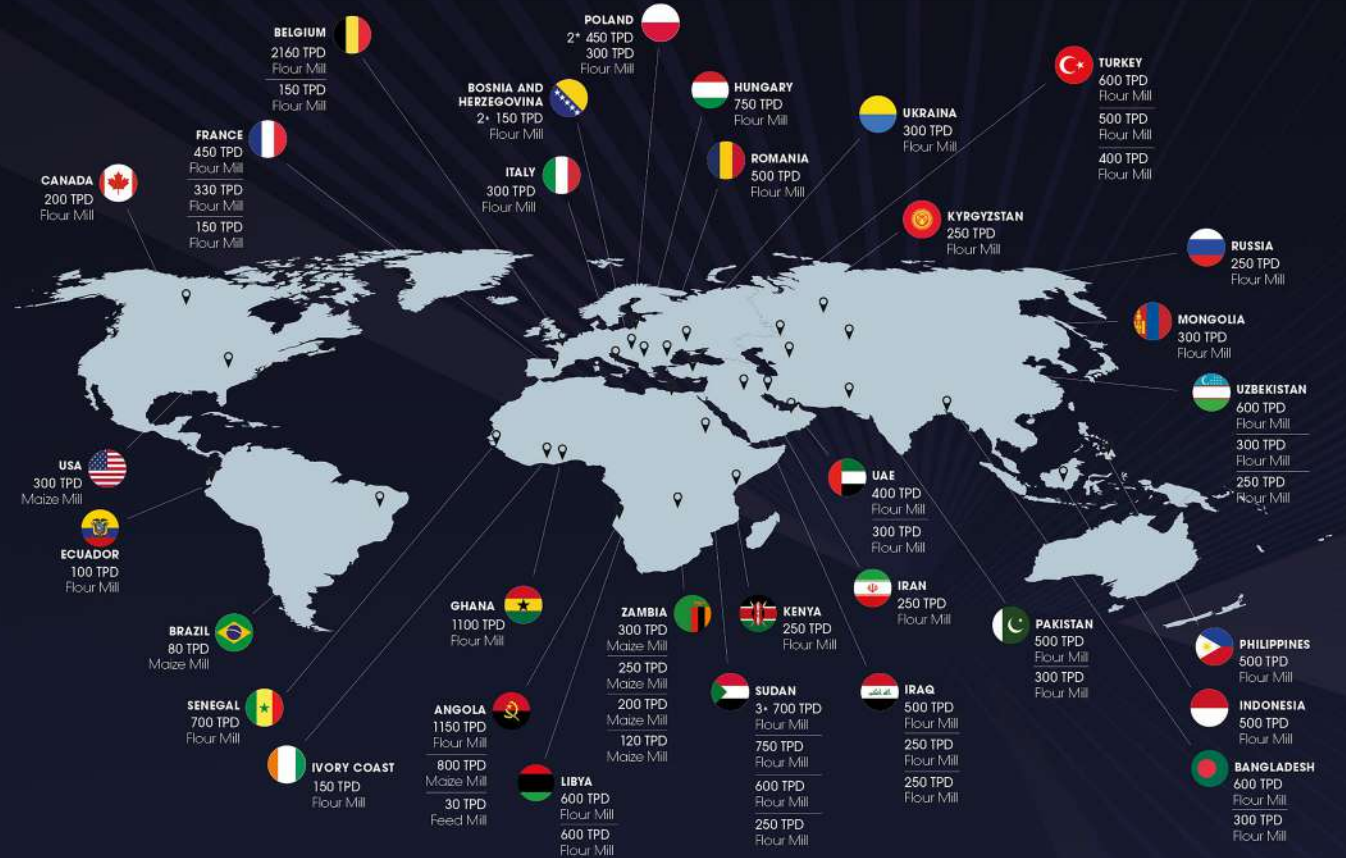 BELGIUM
2160 TPD
Flour Mill
150 TPD
Flour Mill
POLAND
2* 450 TPD
300 TPD
Flour Mill
BOSNIA AND
HERZEGOVINA
2* 150 TPD
Flour Mill
HUNGARY
750 TPD
Flour Mill
UKRAINA
300 TPD
Flour Mill
TURKEY
600 TPD
Flour Mill
500 TPD
Flour Mill
400 TPD
Flour Mill
FRANCE
450 TPD
Flour Mill
330 TPD
Flour Mill
150 TPD
Flour Mill
ITALY
300 TPD
Flour Mill
ROMANIA
500 TPD
Flour Mill
CANADA
200 TPD
Flour Mill
KYRGYZSTAN
250 TPD
Flour Mill
RUSSIA
250 TPD
Flour Mill
MONGOLIA
300 TPD
Flour Mill
UZBEKISTAN
600 TPD
Flour Mill
300 TPD
Flour Mill
250 TPD
Flour Mill
USA
300 TPD
Maize Mill
ECUADOR
100 TPD
Flour Mill
UAE
400 TPD
Flour Mill
300 TPD
Flour Mill
BRAZIL
80 TPD
Maize Mill
GHANA
1100 TPD
Flour Mill
ZAMBIA
300 TPD
Maize Mill
250 TPD
Maize Mill
200 TPD
Maize Mill
120 TPD
Maize Mill
KENYA
250 TPD
Flour Mill
IRAN
250 TPD
Flour Mill
PAKISTAN
500 TPD
Flour Mill
300 TPD
Flour Mill
PHILIPPINES
500 TPD
Flour Mill
SENEGAL
700 TPD
Flour Mill
ANGOLA
1150 TPD
Flour Mill
800 TPD
Maize Mill
30 TPD
Feed Mill
SUDAN
3* 700 TPD
Flour Mill
750 TPD
Flour Mill
600 TPD
Flour Mill
250 TPD
Flour Mill
IRAQ
500 TPD
Flour Mill
250 TPD
Flour Mill
250 TPD
Flour Mill
INDONESIA
500 TPD
Flour Mill
IVORY COAST
150 TPD
Flour Mill
LIBYA
600 TPD
Flour Mill
600 TPD
Flour Mill
BANGLADESH
600 TPD
Flour Mill
300 TPD
Flour Mill